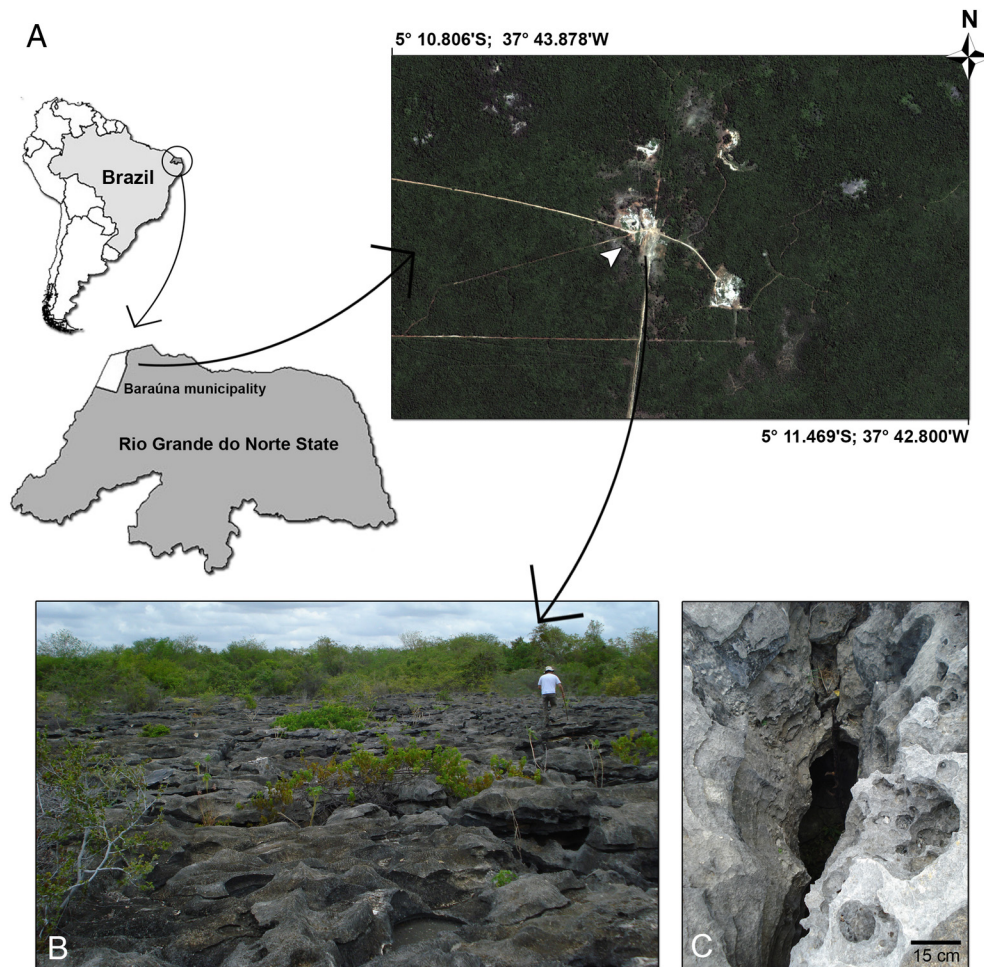 A
N
5° 10.806'S;  37° 43.878'W
Brazil
Baraúna municipality
Rio Grande do Norte State
5° 11.469'S; 37° 42.800'W
B
C
15 cm